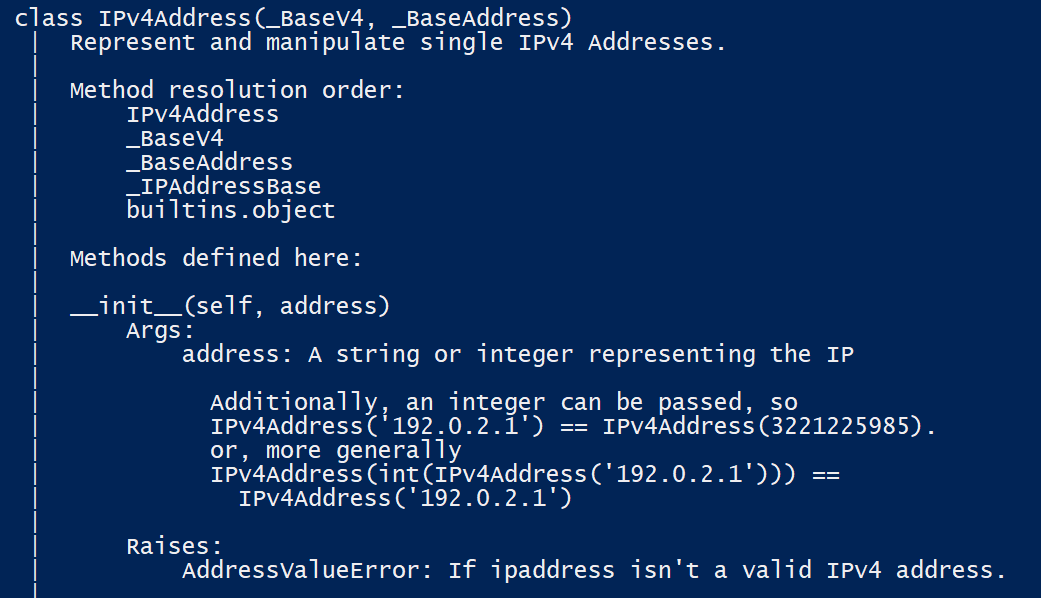 class IPv4Address(_BaseV4, _BaseAddress)
 |  Represent and manipulate single IPv4 Addresses.
 |
 |  Method resolution order:
 |      IPv4Address
 |      _BaseV4
 |      _BaseAddress
 |      _IPAddressBase
 |      builtins.object
 |
 |  Methods defined here:
 |
 |  __init__(self, address)
 |      Args:
 |          address: A string or integer representing the IP
 |
 |            Additionally, an integer can be passed, so
 |            IPv4Address('192.0.2.1') == IPv4Address(3221225985).
 |            or, more generally
 |            IPv4Address(int(IPv4Address('192.0.2.1'))) ==
 |              IPv4Address('192.0.2.1')
 |
 |      Raises:
 |          AddressValueError: If ipaddress isn't a valid IPv4 address.
 |